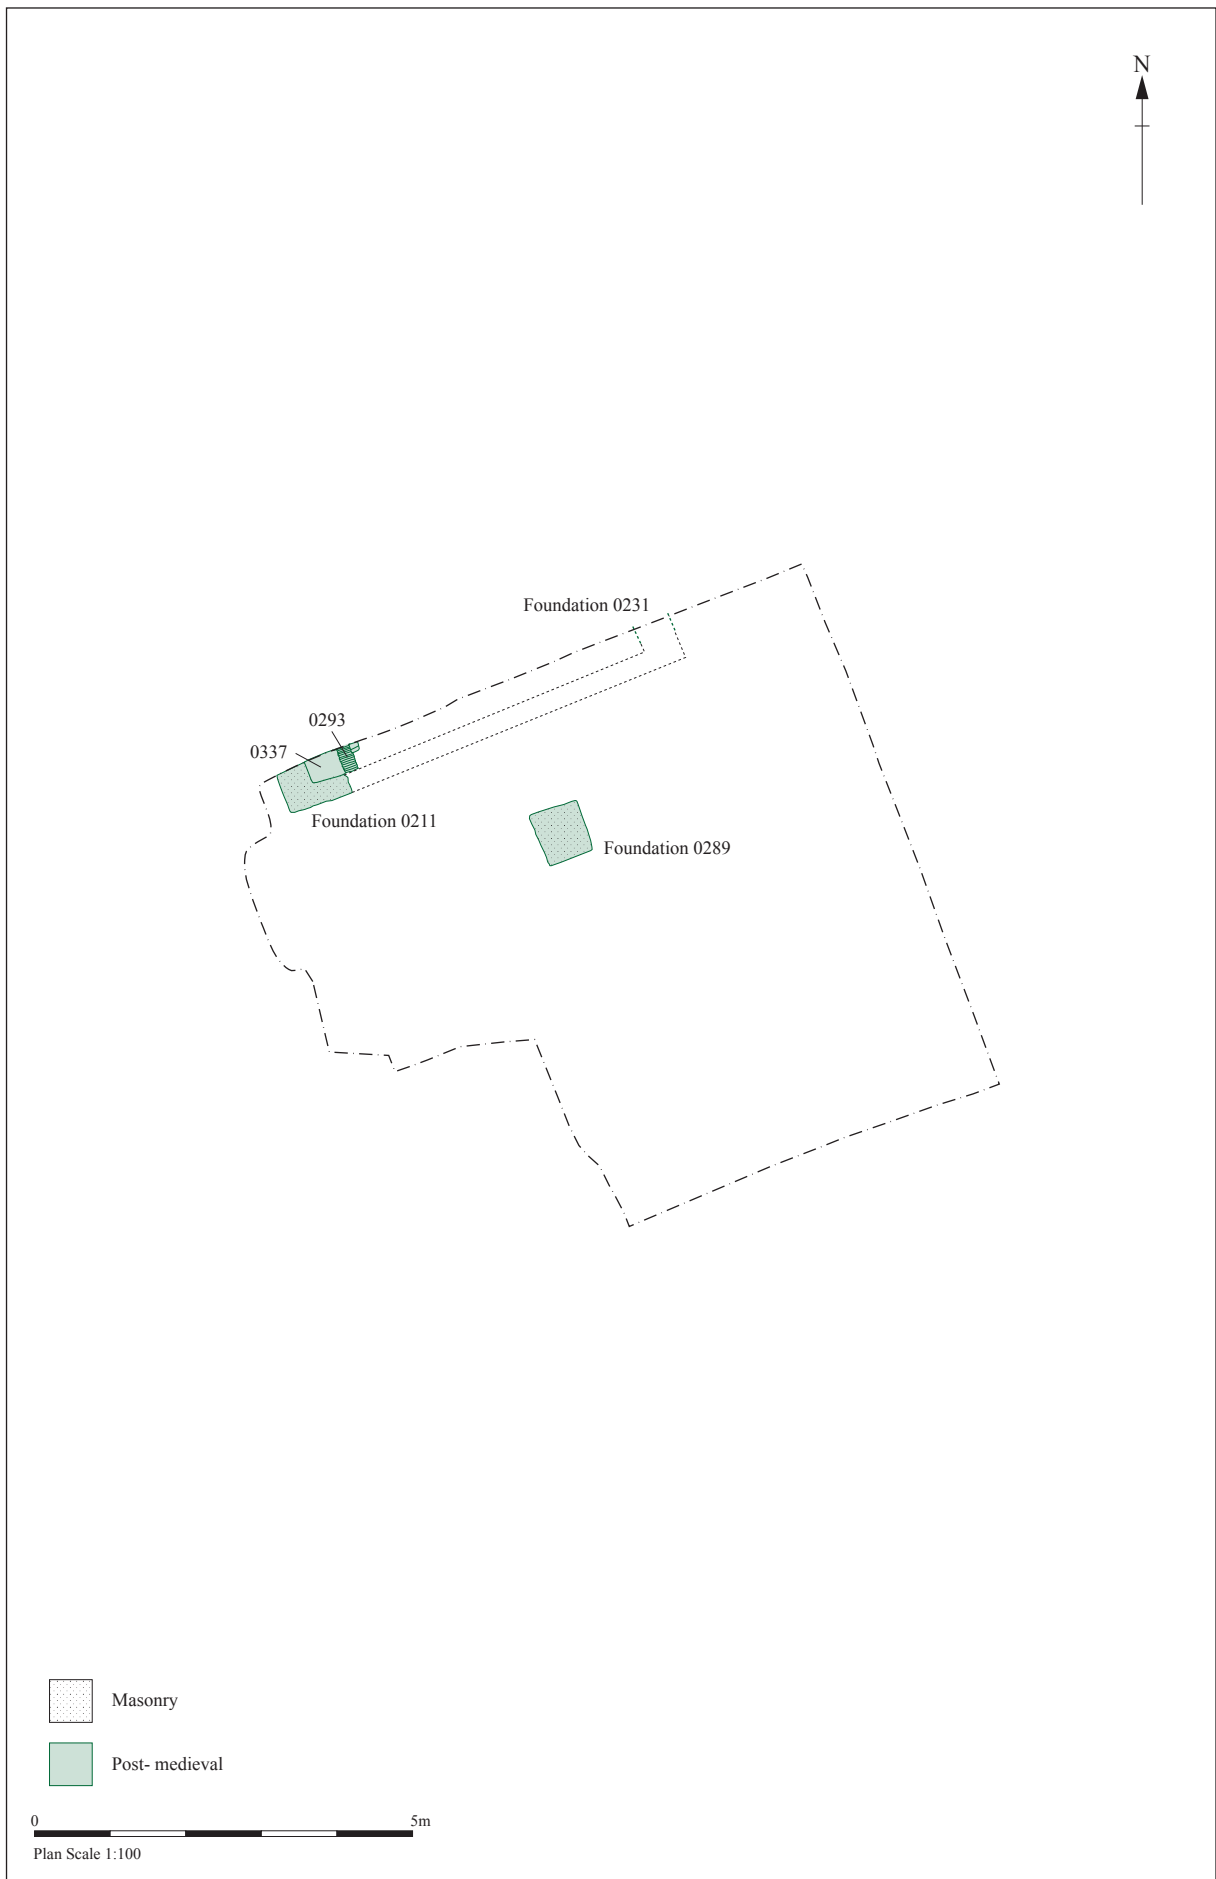 N
Foundation 0231
0293
0337
Foundation 0211
Foundation 0289
Masonry
Post- medieval
0 5m
Plan Scale 1:100